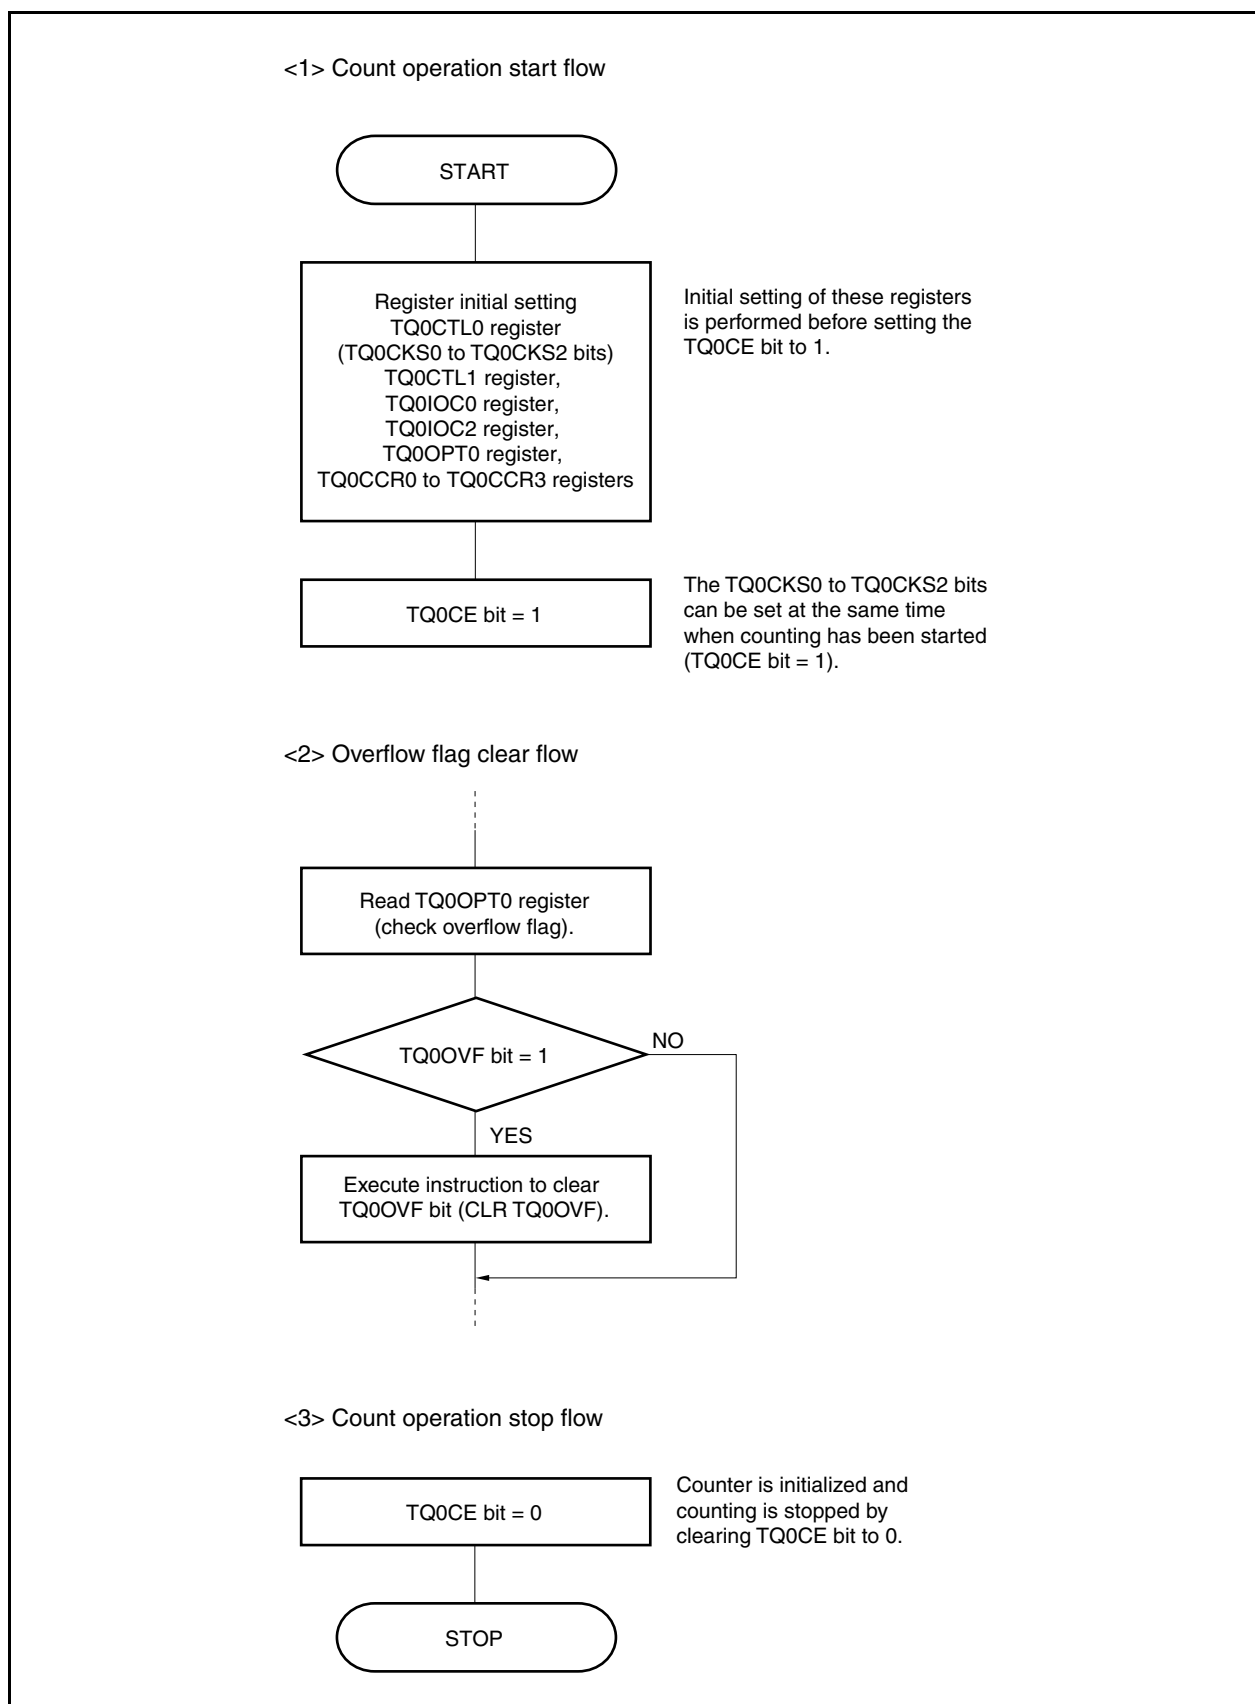 <1> Count operation start flow
START
Register initial setting
TQ0CTL0 register
(TQ0CKS0 to TQ0CKS2 bits)
TQ0CTL1 register,
TQ0IOC0 register,
TQ0IOC2 register,
TQ0OPT0 register,
TQ0CCR0 to TQ0CCR3 registers
Initial setting of these registers
is performed before setting the
TQ0CE bit to 1.
TQ0CE bit = 1
The TQ0CKS0 to TQ0CKS2 bits
can be set at the same time
when counting has been started
(TQ0CE bit = 1).
<2> Overflow flag clear flow
Read TQ0OPT0 register
(check overflow flag).
TQ0OVF bit = 1
NO
YES
Execute instruction to clear
TQ0OVF bit (CLR TQ0OVF).
<3> Count operation stop flow
TQ0CE bit = 0
Counter is initialized and
counting is stopped by
clearing TQ0CE bit to 0.
STOP